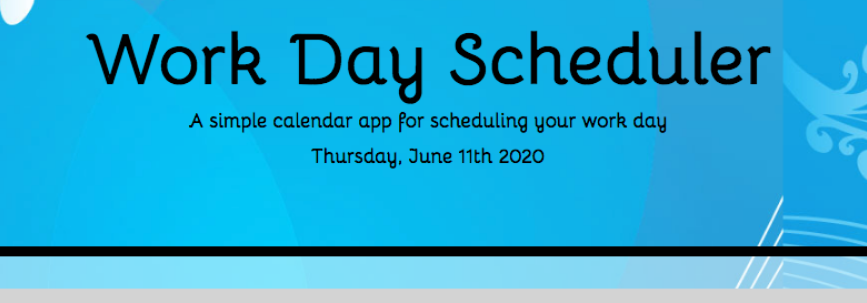 Work Day Scheduler
A simple calendar app for scheduling your work day
Thursday, June 11th 2020